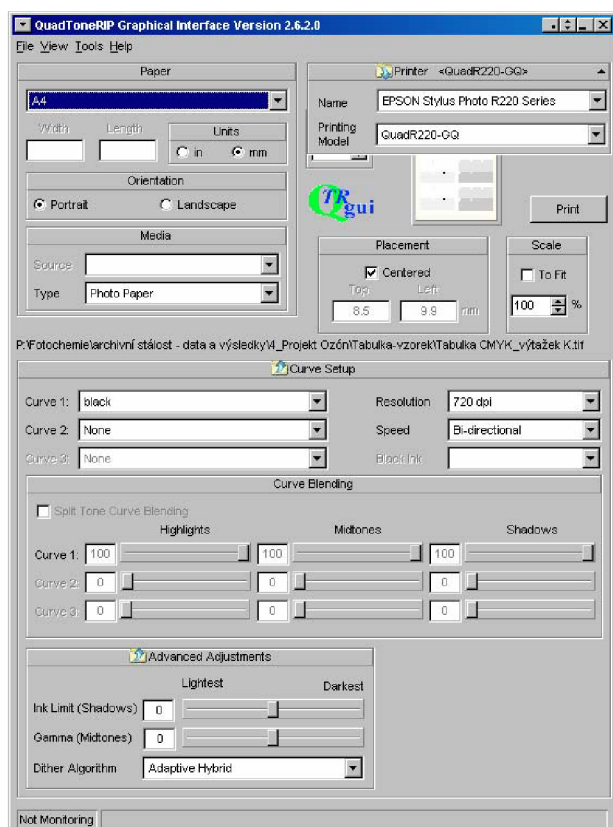 QuadToneRIP Graphical Interface Version 2.6.2.0
File View Tools Help
Paper
A4
Width Length Units
in mm
Orientation
Portrait Landscape
Media
Source
Type Photo Paper
Printer <QuadR220-GQ>
Name EPSON Stylus Photo R220 Series
Printing Model QuadR220-GQ
QTR gui
Print
Placement
Centered
Top Left
8.5 9.9 mm
Scale
To Fit
100 %
P:\Fotochemie\archivní stálost - data a výsledky\4_Projekt Ozón\Tabulka-vzorek\Tabulka CMYK_výtažek K.tif
Curve Setup
Curve 1: black Resolution 720 dpi
Curve 2: None Speed Bi-directional
Curve 3: None Black Ink
Curve Blending
Split Tone Curve Blending
Highlights Midtones Shadows
Curve 1: 100 100 100
Curve 2: 0 0 0
Curve 3: 0 0 0
Advanced Adjustments
Lightest Darkest
Ink Limit (Shadows) 0
Gamma (Midtones) 0
Dither Algorithm Adaptive Hybrid
Not Monitoring